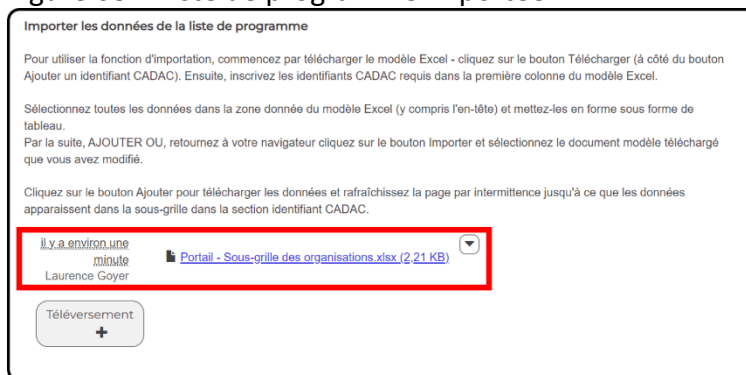 Importer les données de la liste de programme
Pour utiliser la fonction d'importation, commencez par télécharger le modèle Excel - cliquez sur le bouton Télécharger (à côté du bouton
Ajouter un identifiant CADAC). Ensuite, inscrivez les identifiants CADAC requis dans la première colonne du modèle Excel.
Sélectionnez toutes les données dans la zone donnée du modèle Excel (y compris l'en-tête) et mettez-les en forme sous forme de
tableau.
Par la suite, AJOUTER OU, retournez à votre navigateur cliquez sur le bouton Importer et sélectionnez le document modèle téléchargé
que vous avez modifié.
Cliquez sur le bouton Ajouter pour télécharger les données et rafraîchissez la page par intermittence jusqu'à ce que les données
apparaissent dans la sous-grille dans la section identifiant CADAC.
il y a environ une
minute
Laurence Goyer
Portail - Sous-grille des organisations.xlsx (2,21 KB)
Téléversement
+